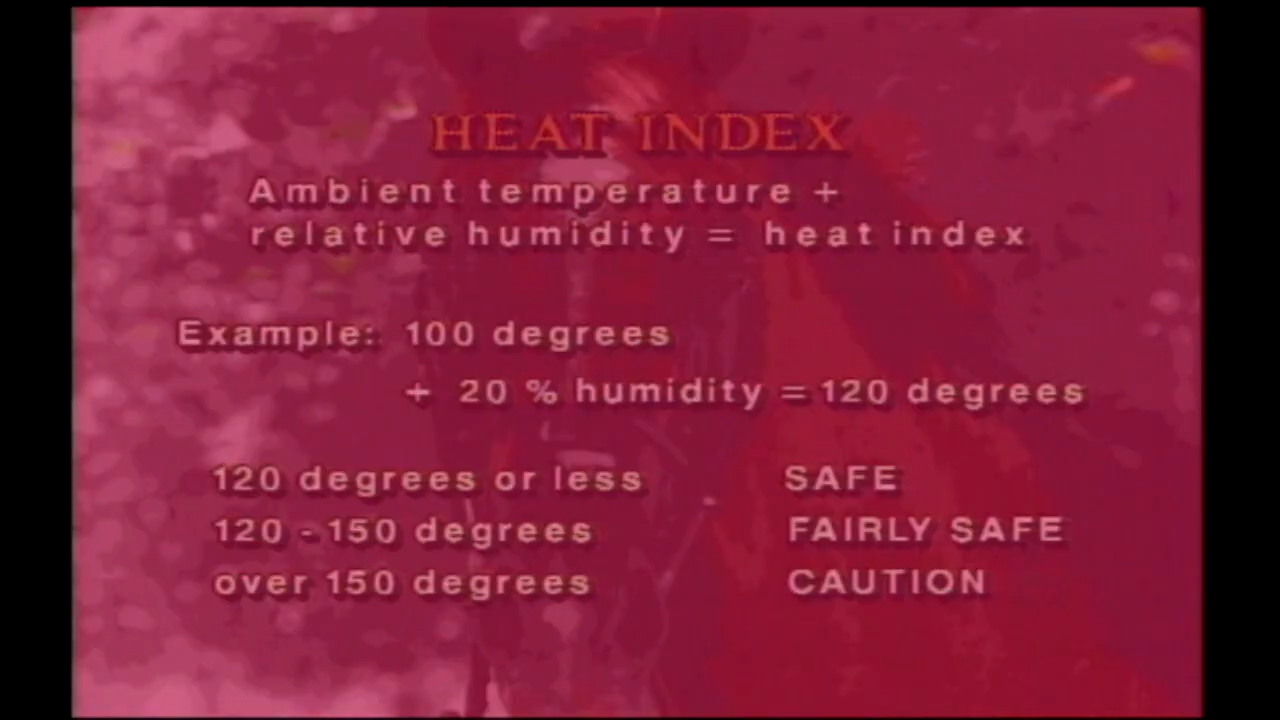 HEAT INDEX
Ambient temperature +
relative humidity = heat index
Example: 100 degrees
+ 20 % humidity = 120 degrees
120 degrees or less SAFE
120 - 150 degrees FAIRLY SAFE
over 150 degrees CAUTION